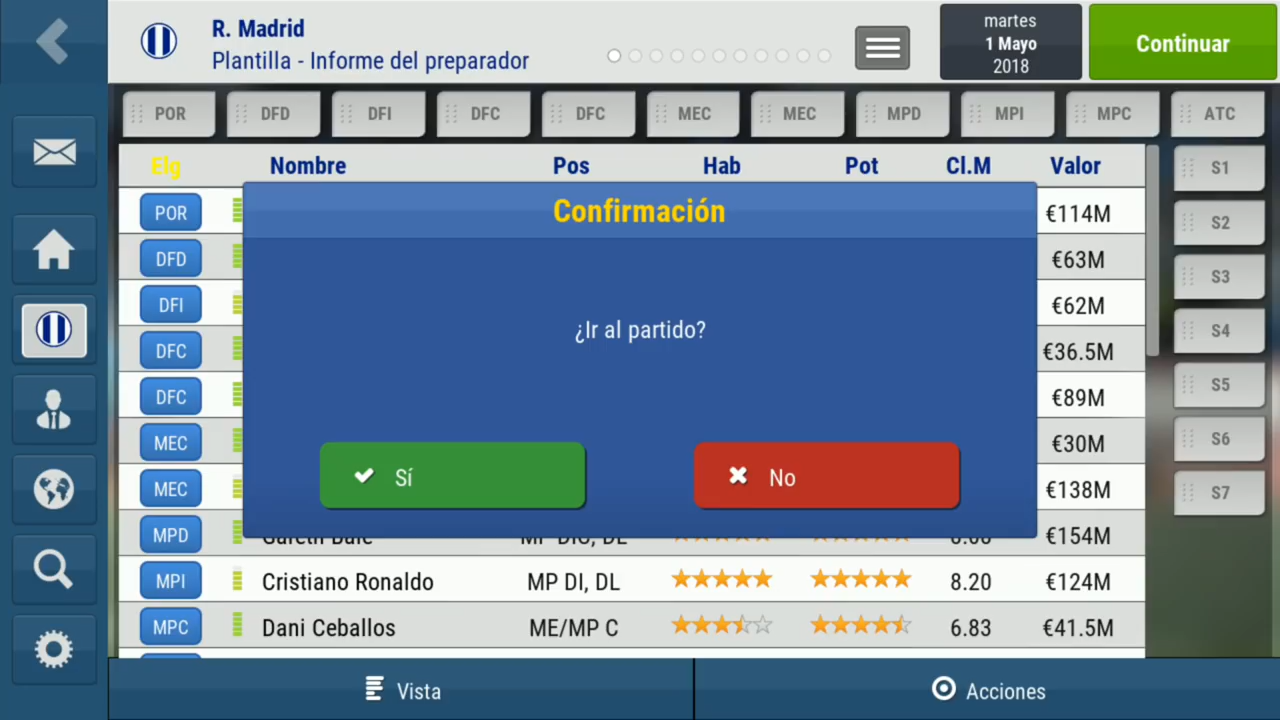 R. Madrid
Plantilla - Informe del preparador
martes
1 Mayo
2018
Continuar
POR DFD DFI DFC DFC MEC MEC MPD MPI MPC ATC
Elg Nombre Pos Hab Pot Cl.M Valor
S1
POR €114M
S2
DFD €63M
S3
DFI €62M
S4
DFC €36.5M
S5
DFC €89M
S6
MEC €30M
S7
MEC €138M
Confirmación
¿Ir al partido?
Sí
No
MPD Gareth Bale €154M
MPI Cristiano Ronaldo MP DI, DL 8.20 €124M
MPC Dani Ceballos ME/MP C 6.83 €41.5M
Vista
Acciones